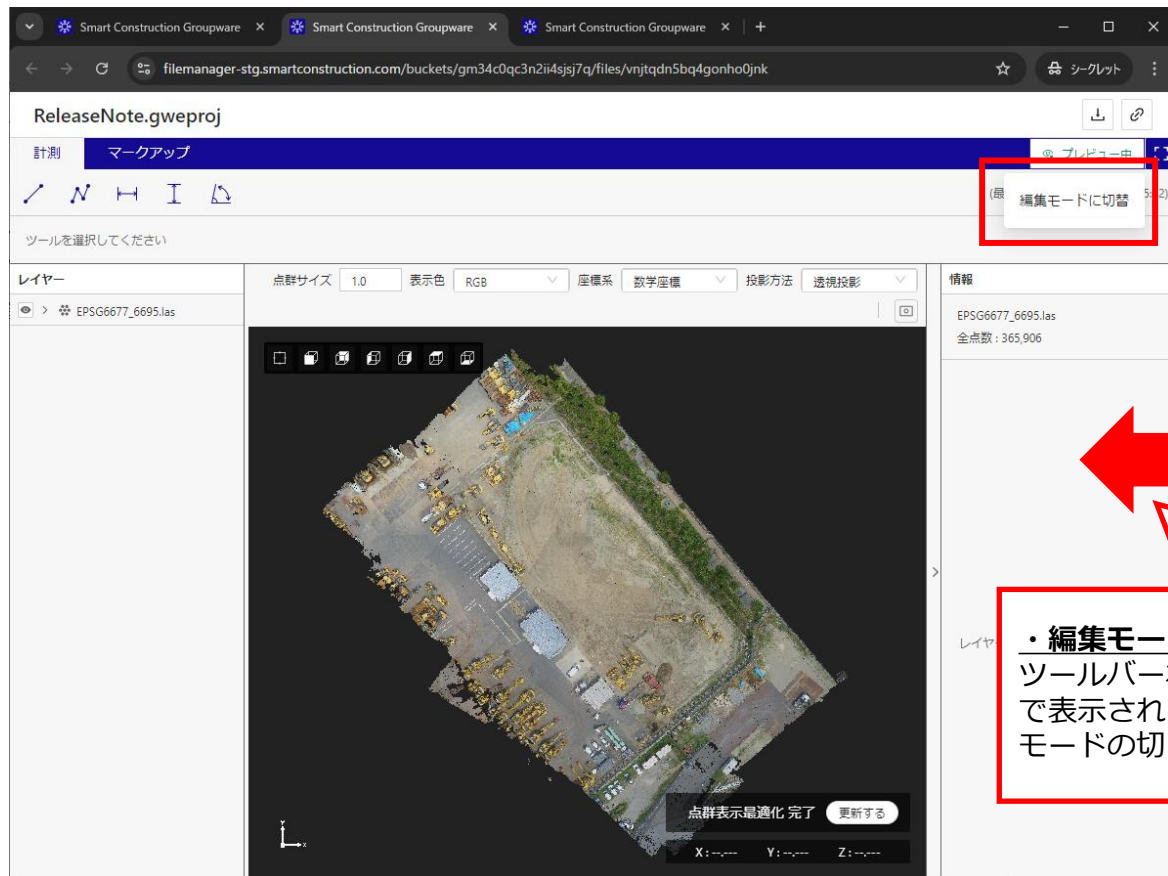 Smart Construction Groupware
Smart Construction Groupware
Smart Construction Groupware
filemanager-stg.smartconstruction.com/buckets/gm34c0qc3n2ii4sjsj7q/files/vnjtqdn5bq4gonho0jnk
シークレット
ReleaseNote.gweproj
計測 マークアップ
プレビュー中
(最
編集モードに切替
2)
ツールを選択してください
レイヤー
点群サイズ 1.0 表示色 RGB 座標系 数学座標 投影方法 透視投影
情報
EPSG6677_6695.las
EPSG6677_6695.las
全点数 : 365,906
レイヤ
・編集モー
ツールバー
で表示され
モードの切
点群表示最適化 完了 更新する
X : --.--- Y : --.--- Z : --.---